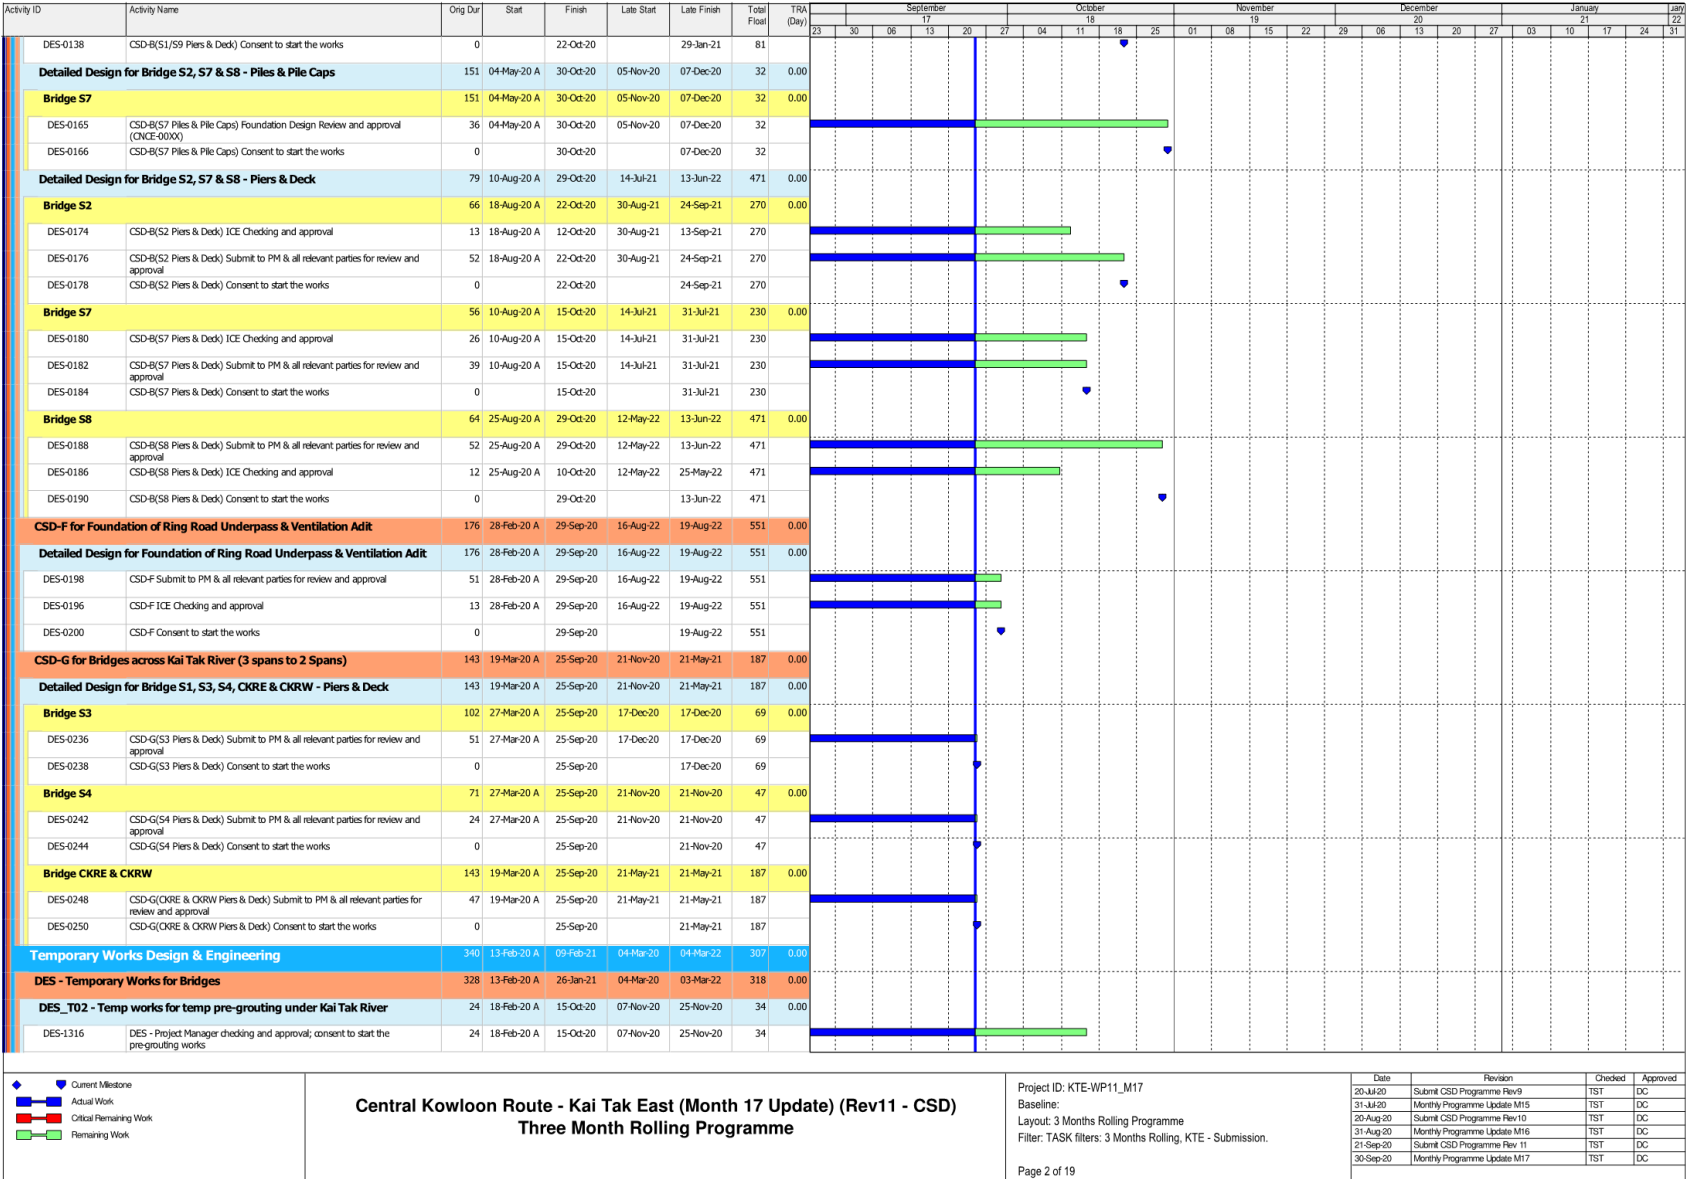 Activity ID Activity Name Orig Dur Start Finish Late Start Late Finish Total Float TRA (Day) September October November December January January
17 18 19 20 21 22
23 30 06 13 20 27 04 11 18 25 01 08 15 22 29 06 13 20 27 03 10 17 24 31
DES-0138 CSD-B(S1/S9 Piers & Deck) Consent to start the works 0 22-Oct-20 29-Jan-21 81
Detailed Design for Bridge S2, S7 & S8 - Piles & Pile Caps 151 04-May-20 A 30-Oct-20 05-Nov-20 07-Dec-20 32 0.00
Bridge S7 151 04-May-20 A 30-Oct-20 05-Nov-20 07-Dec-20 32 0.00
DES-0165 CSD-B(S7 Piles & Pile Caps) Foundation Design Review and approval 36 04-May-20 A 30-Oct-20 05-Nov-20 07-Dec-20 32
(CNCE-00XX)
DES-0166 CSD-B(S7 Piles & Pile Caps) Consent to start the works 0 30-Oct-20 07-Dec-20 32
Detailed Design for Bridge S2, S7 & S8 - Piers & Deck 79 10-Aug-20 A 29-Oct-20 14-Jul-21 13-Jun-22 471 0.00
Bridge S2 66 18-Aug-20 A 22-Oct-20 30-Aug-21 24-Sep-21 270 0.00
DES-0174 CSD-B(S2 Piers & Deck) ICE Checking and approval 13 18-Aug-20 A 12-Oct-20 30-Aug-21 13-Sep-21 270
DES-0176 CSD-B(S2 Piers & Deck) Submit to PM & all relevant parties for review and 52 18-Aug-20 A 22-Oct-20 30-Aug-21 24-Sep-21 270
approval
DES-0178 CSD-B(S2 Piers & Deck) Consent to start the works 0 22-Oct-20 24-Sep-21 270
Bridge S7 56 10-Aug-20 A 15-Oct-20 14-Jul-21 31-Jul-21 230 0.00
DES-0180 CSD-B(S7 Piers & Deck) ICE Checking and approval 26 10-Aug-20 A 15-Oct-20 14-Jul-21 31-Jul-21 230
DES-0182 CSD-B(S7 Piers & Deck) Submit to PM & all relevant parties for review and 39 10-Aug-20 A 15-Oct-20 14-Jul-21 31-Jul-21 230
approval
DES-0184 CSD-B(S7 Piers & Deck) Consent to start the works 0 15-Oct-20 31-Jul-21 230
Bridge S8 64 25-Aug-20 A 29-Oct-20 12-May-22 13-Jun-22 471 0.00
DES-0188 CSD-B(S8 Piers & Deck) Submit to PM & all relevant parties for review and 52 25-Aug-20 A 29-Oct-20 12-May-22 13-Jun-22 471
approval
DES-0186 CSD-B(S8 Piers & Deck) ICE Checking and approval 12 25-Aug-20 A 10-Oct-20 12-May-22 25-May-22 471
DES-0190 CSD-B(S8 Piers & Deck) Consent to start the works 0 29-Oct-20 13-Jun-22 471
CSD-F for Foundation of Ring Road Underpass & Ventilation Adit 176 28-Feb-20 A 29-Sep-20 16-Aug-22 19-Aug-22 551 0.00
Detailed Design for Foundation of Ring Road Underpass & Ventilation Adit 176 28-Feb-20 A 29-Sep-20 16-Aug-22 19-Aug-22 551 0.00
DES-0198 CSD-F Submit to PM & all relevant parties for review and approval 51 28-Feb-20 A 29-Sep-20 16-Aug-22 19-Aug-22 551
DES-0196 CSD-F ICE Checking and approval 13 28-Feb-20 A 29-Sep-20 16-Aug-22 19-Aug-22 551
DES-0200 CSD-F Consent to start the works 0 29-Sep-20 19-Aug-22 551
CSD-G for Bridges across Kai Tak River (3 spans to 2 Spans) 143 19-Mar-20 A 25-Sep-20 21-Nov-20 21-May-21 187 0.00
Detailed Design for Bridge S1, S3, S4, CKRE & CKRW - Piers & Deck 143 19-Mar-20 A 25-Sep-20 21-Nov-20 21-May-21 187 0.00
Bridge S3 102 27-Mar-20 A 25-Sep-20 17-Dec-20 17-Dec-20 69 0.00
DES-0236 CSD-G(S3 Piers & Deck) Submit to PM & all relevant parties for review and 51 27-Mar-20 A 25-Sep-20 17-Dec-20 17-Dec-20 69
approval
DES-0238 CSD-G(S3 Piers & Deck) Consent to start the works 0 25-Sep-20 17-Dec-20 69
Bridge S4 71 27-Mar-20 A 25-Sep-20 21-Nov-20 21-Nov-20 47 0.00
DES-0242 CSD-G(S4 Piers & Deck) Submit to PM & all relevant parties for review and 24 27-Mar-20 A 25-Sep-20 21-Nov-20 21-Nov-20 47
approval
DES-0244 CSD-G(S4 Piers & Deck) Consent to start the works 0 25-Sep-20 21-Nov-20 47
Bridge CKRE & CKRW 143 19-Mar-20 A 25-Sep-20 21-May-21 21-May-21 187 0.00
DES-0248 CSD-G(CKRE & CKRW Piers & Deck) Submit to PM & all relevant parties for 47 19-Mar-20 A 25-Sep-20 21-May-21 21-May-21 187
review and approval
DES-0250 CSD-G(CKRE & CKRW Piers & Deck) Consent to start the works 0 25-Sep-20 21-May-21 187
Temporary Works Design & Engineering 340 13-Feb-20 A 09-Feb-21 04-Mar-20 04-Mar-22 307 0.00
DES - Temporary Works for Bridges 328 13-Feb-20 A 26-Jan-21 04-Mar-20 03-Mar-22 318 0.00
DES_T02 - Temp works for temp pre-grouting under Kai Tak River 24 18-Feb-20 A 15-Oct-20 07-Nov-20 25-Nov-20 34 0.00
DES-1316 DES - Project Manager checking and approval; consent to start the 24 18-Feb-20 A 15-Oct-20 07-Nov-20 25-Nov-20 34
pre-grouting works
Current Milestone
Actual Work
Critical Remaining Work
Remaining Work
Central Kowloon Route - Kai Tak East (Month 17 Update) (Rev11 - CSD)
Three Month Rolling Programme
Project ID: KTE-WP11_M17
Baseline:
Layout: 3 Months Rolling Programme
Filter: TASK filters: 3 Months Rolling, KTE - Submission.
Page 2 of 19
Date Revision Checked Approved
20-Jul-20 Submit CSD Programme Rev9 TST DC
31-Jul-20 Monthly Programme Update M15 TST DC
20-Aug-20 Submit CSD Programme Rev10 TST DC
31-Aug-20 Monthly Programme Update M16 TST DC
21-Sep-20 Submit CSD Programme Rev 11 TST DC
30-Sep-20 Monthly Programme Update M17 TST DC